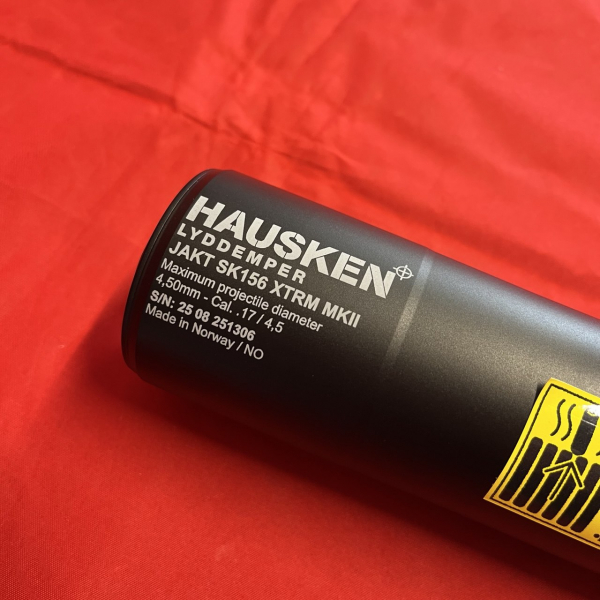 HAUSKEN
LYDDEMPER
JAKT SK156 XTRM MKII
Maximum projectile diameter
4,50mm - Cal. .17 / 4,5
S/N: 25 08 251306
Made in Norway / NO